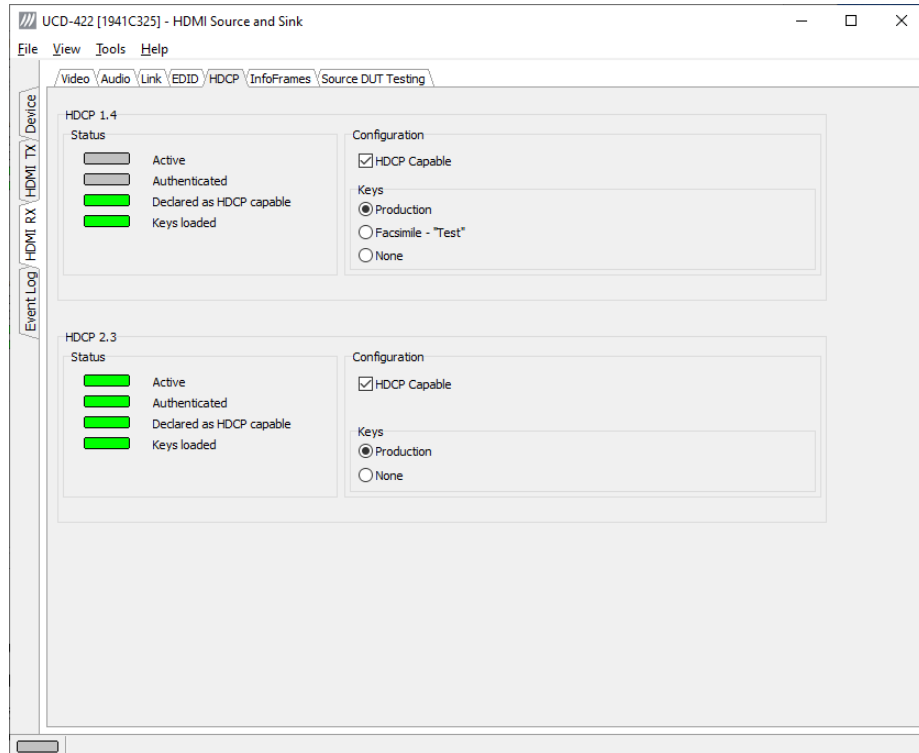 UCD-422 [1941C325] - HDMI Source and Sink
File View Tools Help
Video Audio Link EDID HDCP InfoFrames Source DUT Testing
Device
HDMI TX
HDMI RX
Event Log
HDCP 1.4
Status
Active
Authenticated
Declared as HDCP capable
Keys loaded
Configuration
HDCP Capable
Keys
Production
Facsimile - "Test"
None
HDCP 2.3
Status
Active
Authenticated
Declared as HDCP capable
Keys loaded
Configuration
HDCP Capable
Keys
Production
None